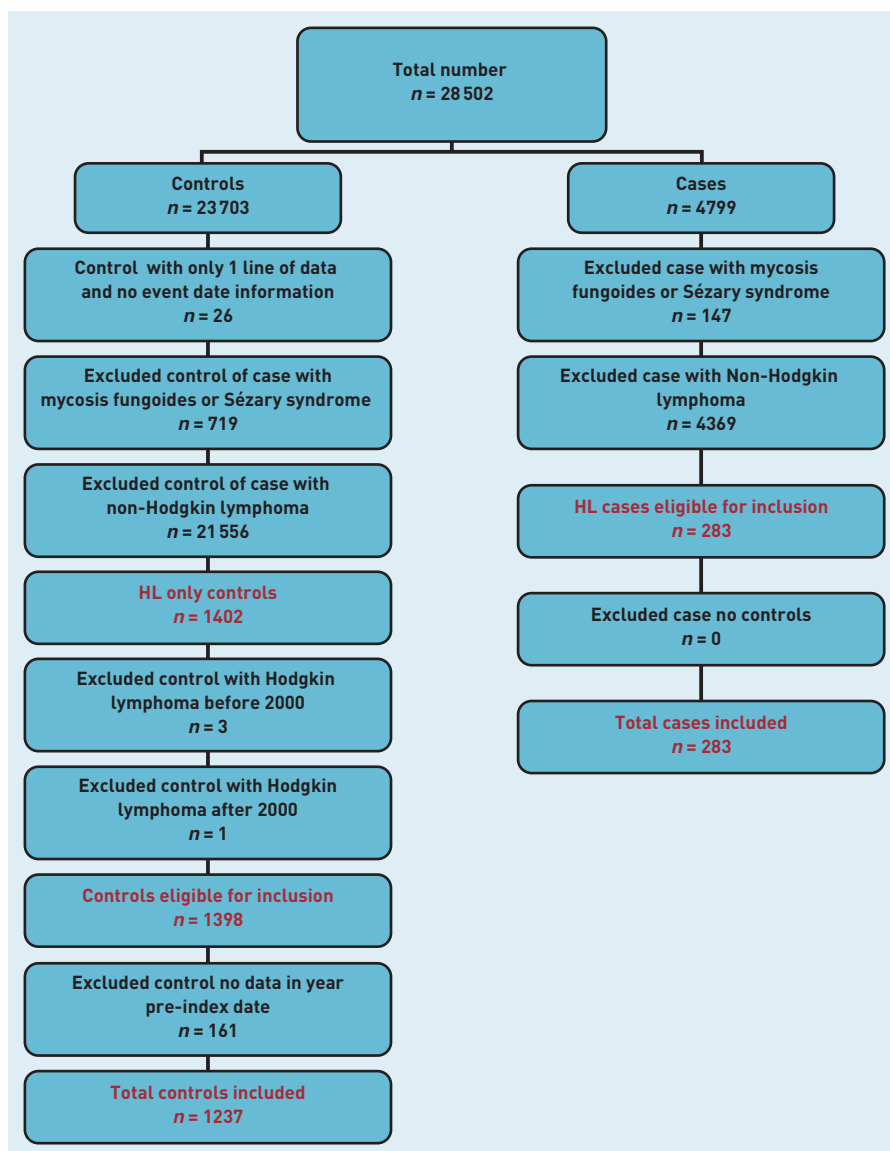 Total number
n = 28 502
Controls
n = 23 703
Control with only 1 line of data
and no event date information
n = 26
Excluded control of case with
mycosis fungoides or Sézary syndrome
n = 719
Excluded control of case with
non-Hodgkin lymphoma
n = 21 556
HL only controls
n = 1402
Excluded control with Hodgkin
lymphoma before 2000
n = 3
Excluded control with Hodgkin
lymphoma after 2000
n = 1
Controls eligible for inclusion
n = 1398
Excluded control no data in year
pre-index date
n = 161
Total controls included
n = 1237
Cases
n = 4799
Excluded case with mycosis
fungoides or Sézary syndrome
n = 147
Excluded case with Non-Hodgkin
lymphoma
n = 4369
HL cases eligible for inclusion
n = 283
Excluded case no controls
n = 0
Total cases included
n = 283